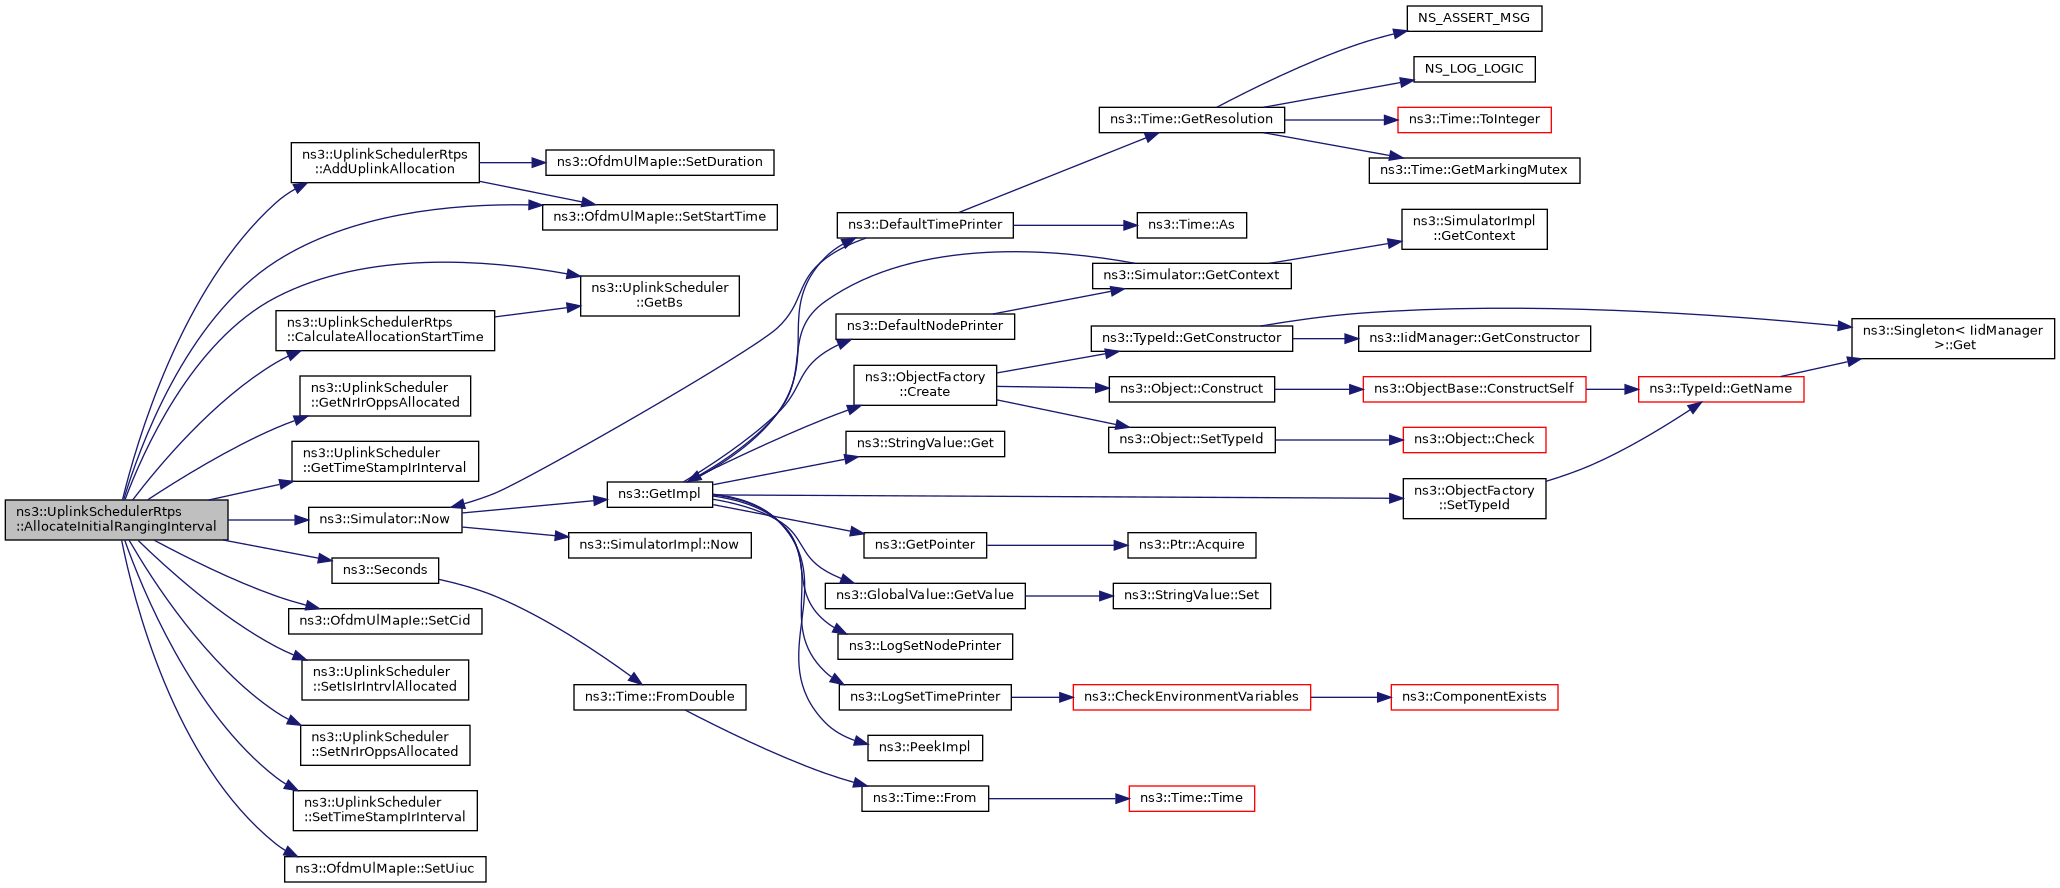 ns3::UplinkSchedulerRtps
::AllocateInitialRangingInterval
ns3::UplinkSchedulerRtps
::AddUplinkAllocation
ns3::OfdmUlMapIe::SetDuration
ns3::OfdmUlMapIe::SetStartTime
ns3::UplinkScheduler
::GetBs
ns3::UplinkSchedulerRtps
::CalculateAllocationStartTime
ns3::UplinkScheduler
::GetNrIrOppsAllocated
ns3::UplinkScheduler
::GetTimeStampIrInterval
ns3::Simulator::Now
ns3::Seconds
ns3::OfdmUlMapIe::SetCid
ns3::UplinkScheduler
::SetIsIrIntrvlAllocated
ns3::UplinkScheduler
::SetNrIrOppsAllocated
ns3::UplinkScheduler
::SetTimeStampIrInterval
ns3::OfdmUlMapIe::SetUiuc
ns3::GetImpl
ns3::SimulatorImpl::Now
ns3::Time::FromDouble
ns3::DefaultTimePrinter
ns3::DefaultNodePrinter
ns3::ObjectFactory
::Create
ns3::StringValue::Get
ns3::GetPointer
ns3::GlobalValue::GetValue
ns3::LogSetNodePrinter
ns3::LogSetTimePrinter
ns3::PeekImpl
ns3::Time::From
ns3::Time::GetResolution
ns3::Time::As
ns3::Simulator::GetContext
ns3::TypeId::GetConstructor
ns3::Object::Construct
ns3::Object::SetTypeId
ns3::Ptr::Acquire
ns3::StringValue::Set
ns3::CheckEnvironmentVariables
ns3::Time::Time
NS_ASSERT_MSG
NS_LOG_LOGIC
ns3::Time::ToInteger
ns3::Time::GetMarkingMutex
ns3::SimulatorImpl
::GetContext
ns3::IidManager::GetConstructor
ns3::ObjectBase::ConstructSelf
ns3::Object::Check
ns3::ObjectFactory
::SetTypeId
ns3::ComponentExists
ns3::TypeId::GetName
ns3::Singleton< IidManager
>::Get